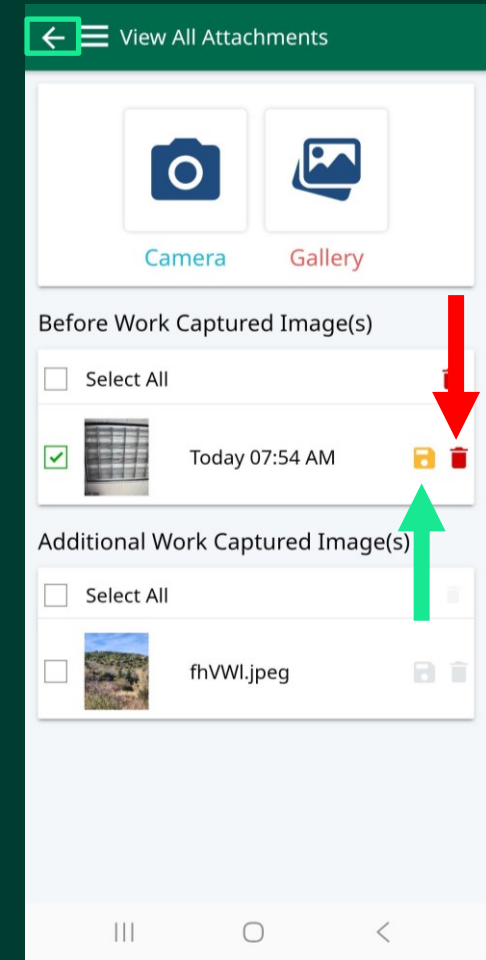 View All Attachments
Camera
Gallery
Before Work Captured Image(s)
Select All
Today 07:54 AM
Additional Work Captured Image(s)
Select All
fhVWl.jpeg